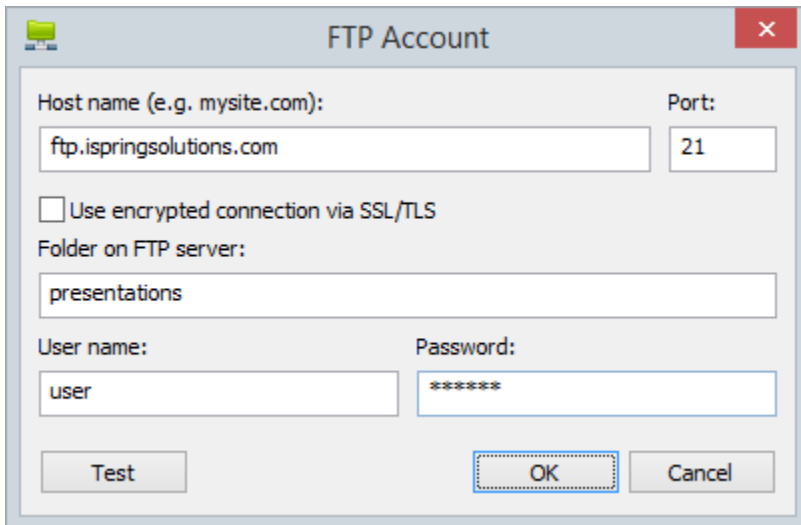 FTP Account
Host name (e.g. mysite.com): Port:
ftp.ispringsolutions.com 21
Use encrypted connection via SSL/TLS
Folder on FTP server:
presentations
User name: Password:
user ******
Test OK Cancel